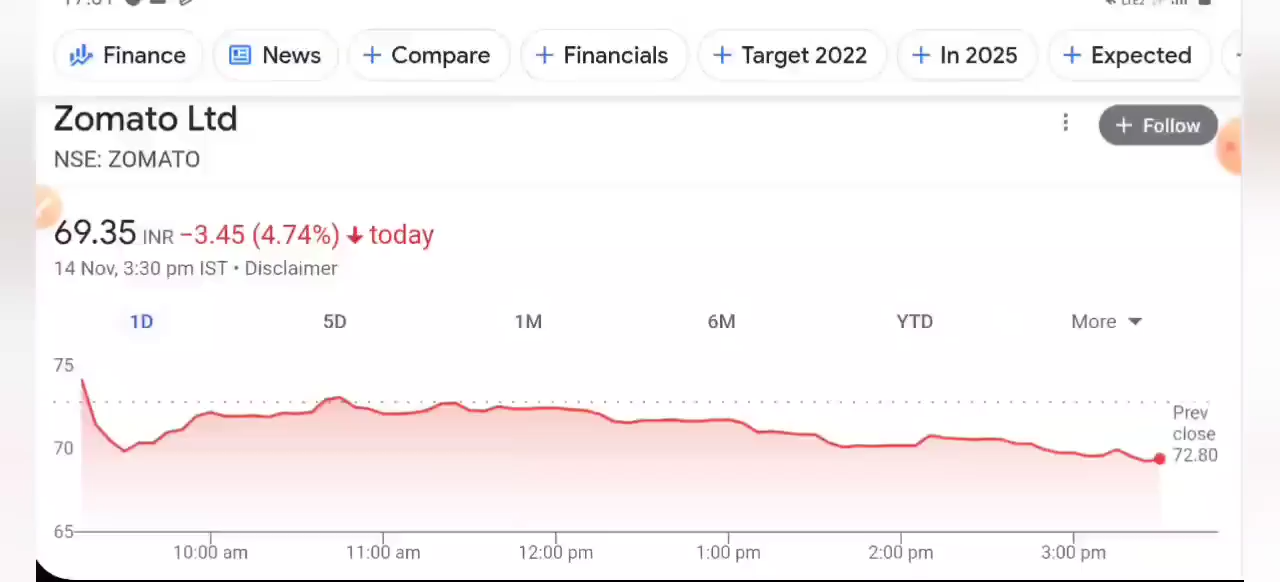 Finance News + Compare + Financials + Target 2022 + In 2025 + Expected
Zomato Ltd
+ Follow
NSE: ZOMATO
69.35 INR −3.45 (4.74%) ↓ today
14 Nov, 3:30 pm IST • Disclaimer
1D 5D 1M 6M YTD More
75
70
65
Prev
close
72.80
10:00 am 11:00 am 12:00 pm 1:00 pm 2:00 pm 3:00 pm